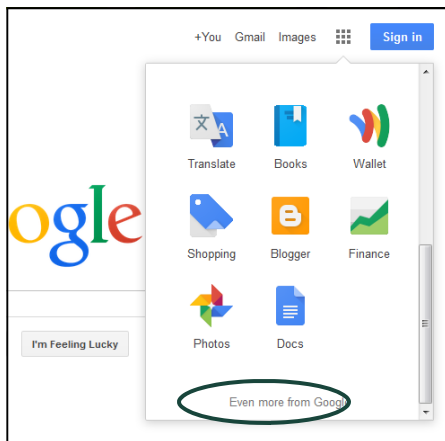 +You Gmail Images Sign in
Translate Books Wallet
ogle
Shopping Blogger Finance
I'm Feeling Lucky
Photos Docs
Even more from Google